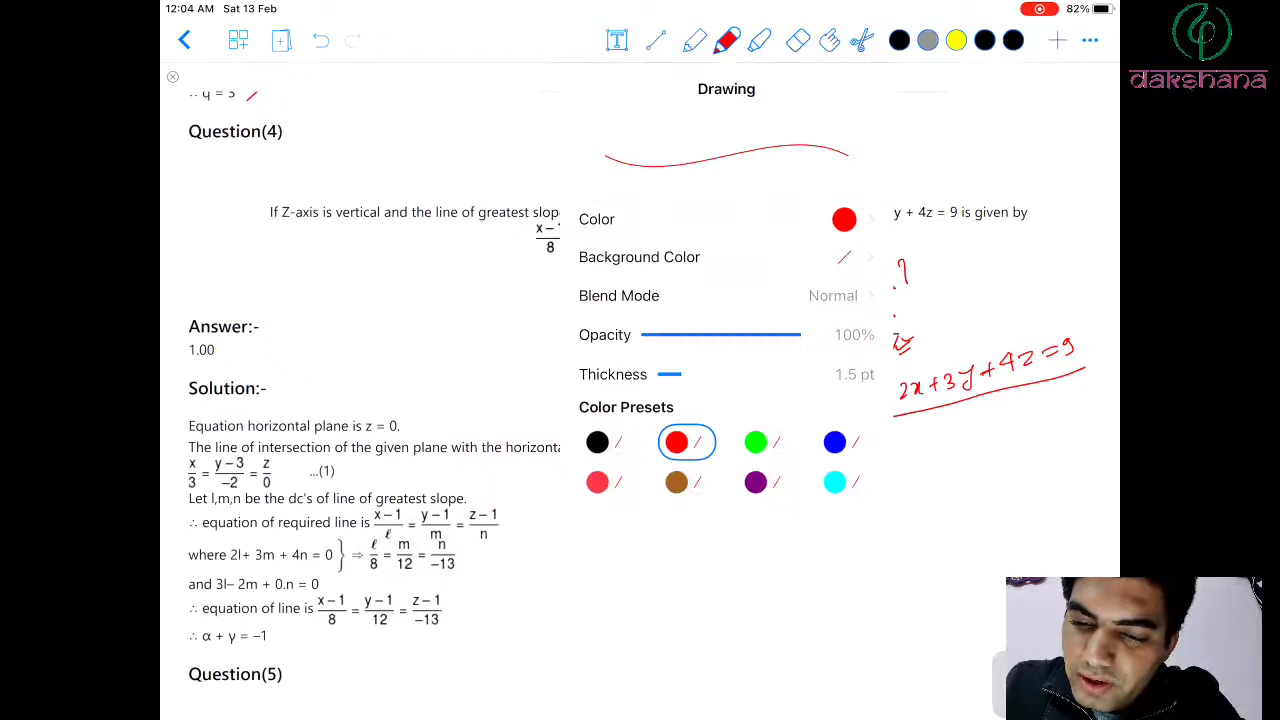 12:04 AM Sat 13 Feb 82%
dakshana
Drawing
∴ γ = 3
Question(4)
If Z-axis is vertical and the line of greatest slop y + 4z = 9 is given by
x – 1
8
Color
Background Color
Blend Mode Normal
Opacity 100%
Thickness 1.5 pt
Color Presets
2x+3y+4z=9
Answer:-
1.00
Solution:-
Equation horizontal plane is z = 0.
The line of intersection of the given plane with the horizonta
x/3 = y – 3/–2 = z/0 ...(1)
Let l,m,n be the dc's of line of greatest slope.
∴ equation of required line is x – 1/ℓ = y – 1/m = z – 1/n
where 2l+ 3m + 4n = 0 } ⇒ ℓ/8 = m/12 = n/–13
and 3l– 2m + 0.n = 0
∴ equation of line is x – 1/8 = y – 1/12 = z – 1/–13
∴ α + γ = –1
Question(5)